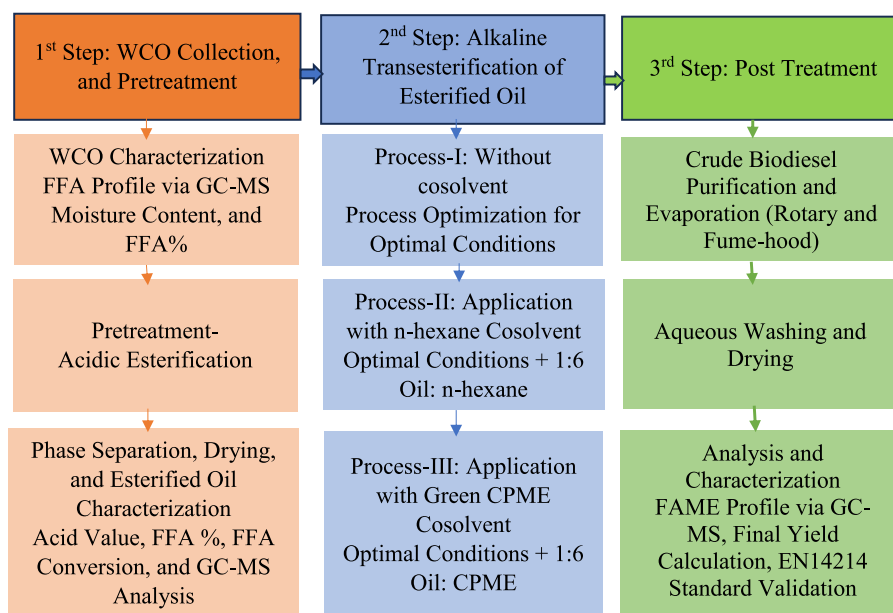 1st Step: WCO Collection,
and Pretreatment
WCO Characterization
FFA Profile via GC-MS
Moisture Content, and
FFA%
Pretreatment-
Acidic Esterification
Phase Separation, Drying,
and Esterified Oil
Characterization
Acid Value, FFA %, FFA
Conversion, and GC-MS
Analysis
2nd Step: Alkaline
Transesterification of
Esterified Oil
Process-I: Without
cosolvent
Process Optimization for
Optimal Conditions
Process-II: Application
with n-hexane Cosolvent
Optimal Conditions + 1:6
Oil: n-hexane
Process-III: Application
with Green CPME
Cosolvent
Optimal Conditions + 1:6
Oil: CPME
3rd Step: Post Treatment
Crude Biodiesel
Purification and
Evaporation (Rotary and
Fume-hood)
Aqueous Washing and
Drying
Analysis and
Characterization
FAME Profile via GC-
MS, Final Yield
Calculation, EN14214
Standard Validation